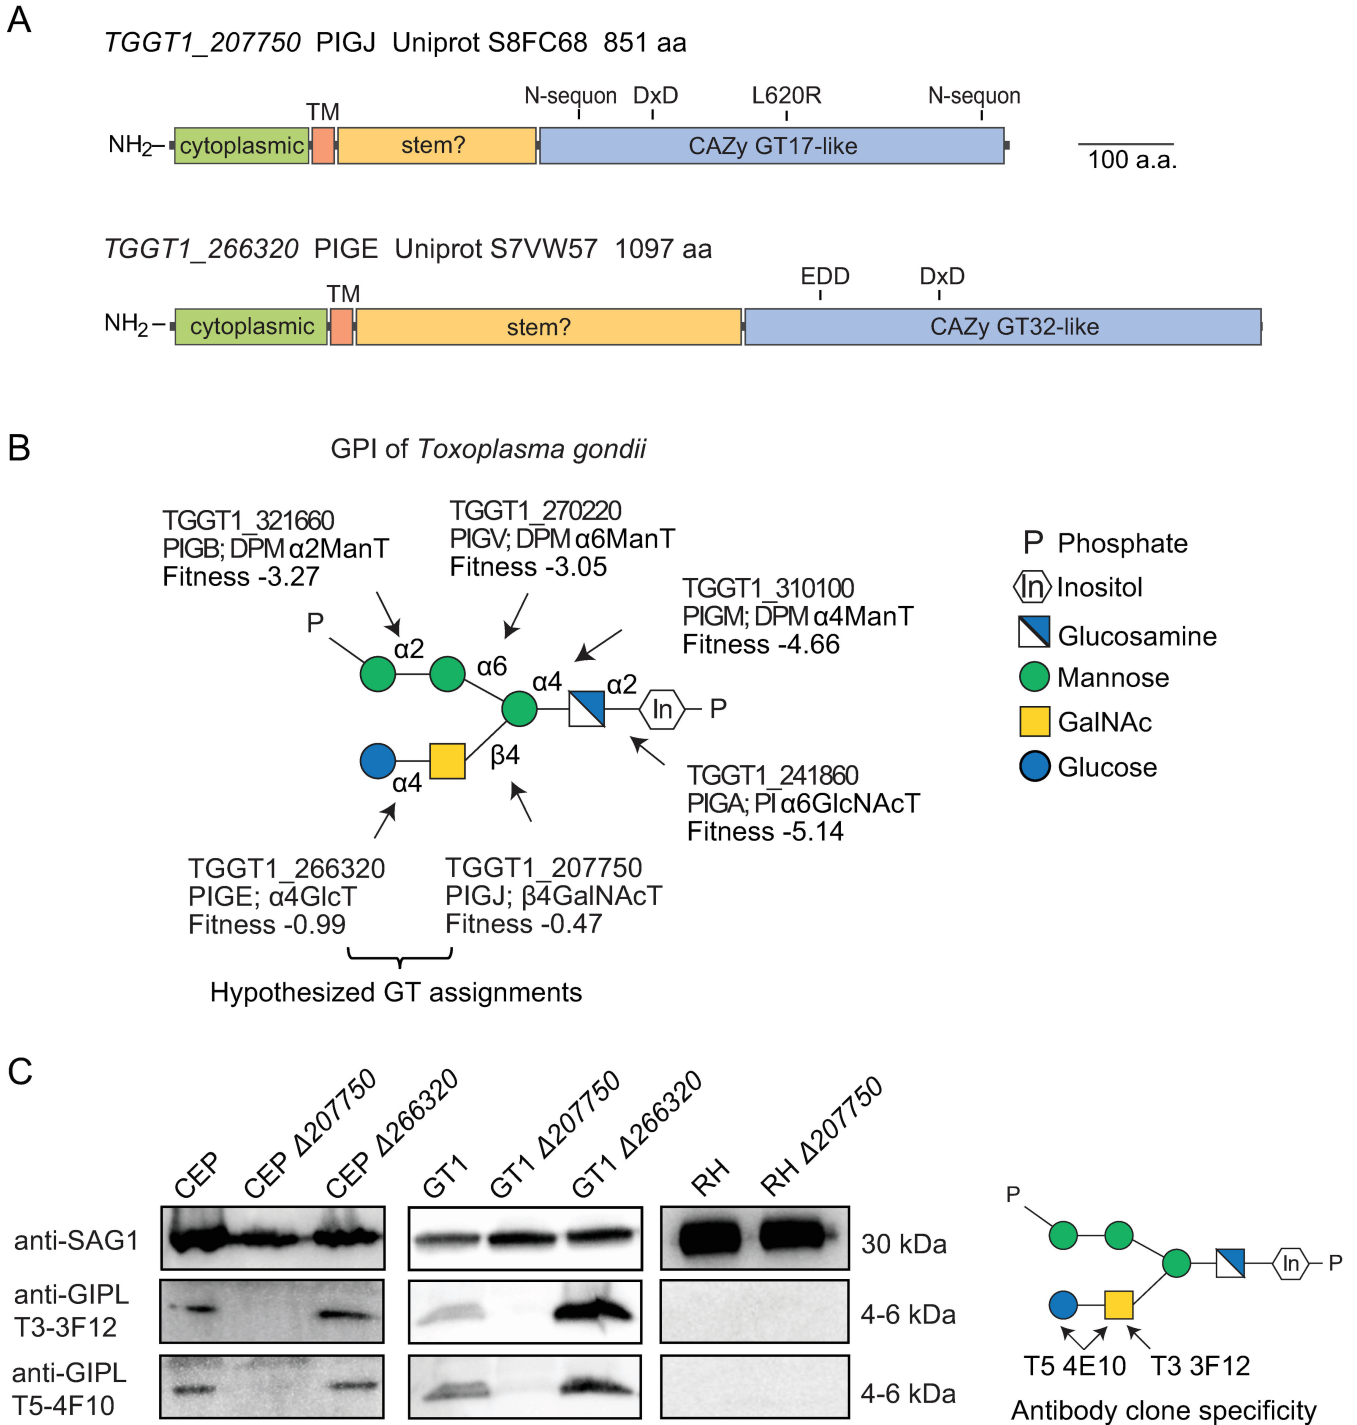 A
TGGT1_207750 PIGJ Uniprot S8FC68 851 aa
N-sequon DxD L620R N-sequon
TM
NH2– cytoplasmic stem? CAZy GT17-like
100 a.a.
TGGT1_266320 PIGE Uniprot S7VW57 1097 aa
EDD DxD
TM
NH2– cytoplasmic stem? CAZy GT32-like
B
GPI of Toxoplasma gondii
TGGT1_321660
PIGB; DPM α2ManT
Fitness -3.27
TGGT1_270220
PIGV; DPM α6ManT
Fitness -3.05
TGGT1_310100
PIGM; DPM α4ManT
Fitness -4.66
P
α2
α6
α4
α2
In
P
β4
α4
TGGT1_241860
PIGA; PI α6GlcNAcT
Fitness -5.14
TGGT1_266320
PIGE; α4GlcT
Fitness -0.99
TGGT1_207750
PIGJ; β4GalNAcT
Fitness -0.47
Hypothesized GT assignments
P Phosphate
In Inositol
Glucosamine
Mannose
GalNAc
Glucose
C
CEP
CEP Δ207750
CEP Δ266320
GT1
GT1 Δ207750
GT1 Δ266320
RH
RH Δ207750
anti-SAG1
30 kDa
anti-GIPL
T3-3F12
4-6 kDa
anti-GIPL
T5-4F10
4-6 kDa
P
In
P
T5 4E10 T3 3F12
Antibody clone specificity